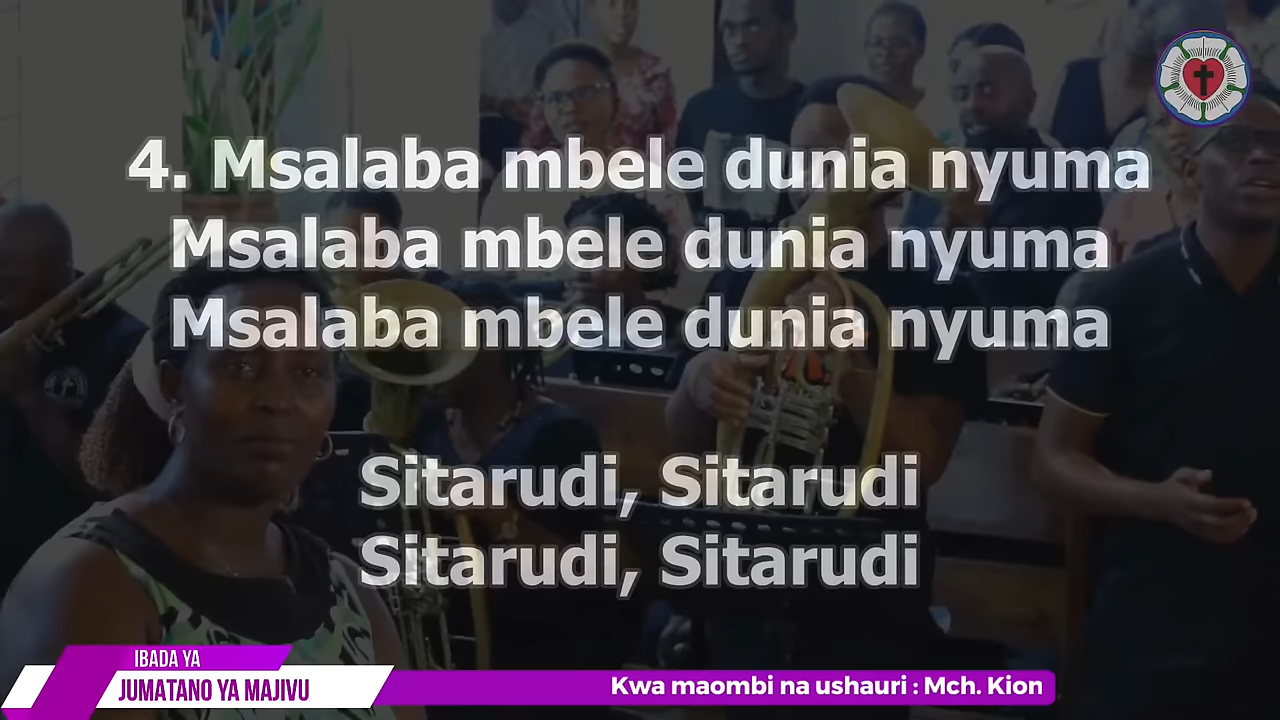 4. Msalaba mbele dunia nyuma
Msalaba mbele dunia nyuma
Msalaba mbele dunia nyuma
Sitarudi, Sitarudi
Sitarudi, Sitarudi
IBADA YA
JUMATANO YA MAJIVU
Kwa maombi na ushauri : Mch. Kion